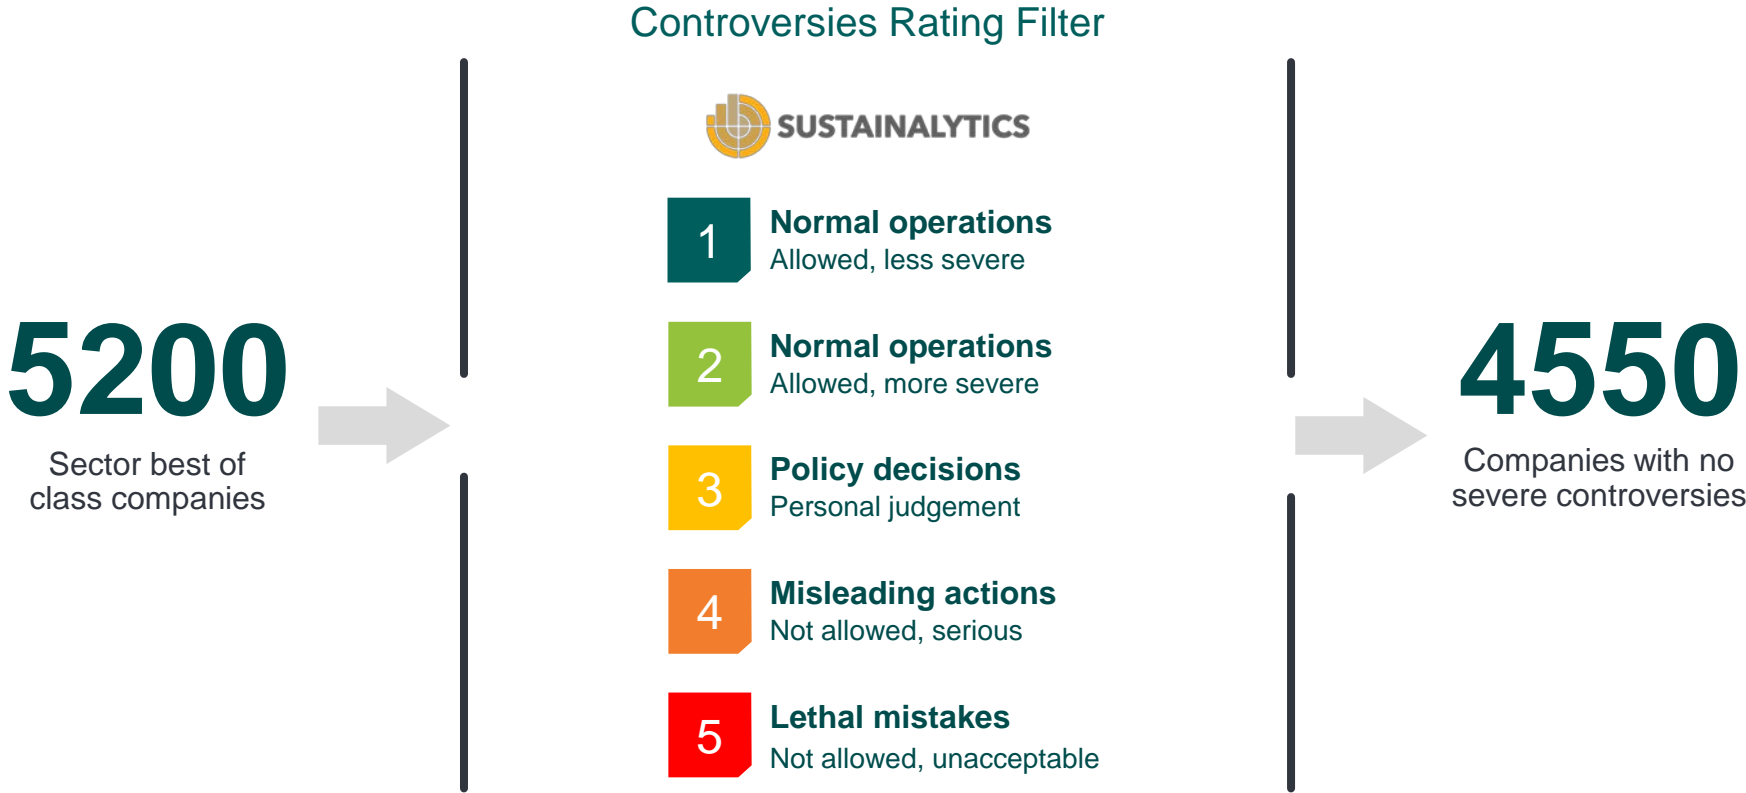 Controversies Rating Filter
SUSTAINALYTICS
5200
Sector best of
class companies
1
Normal operations
Allowed, less severe
2
Normal operations
Allowed, more severe
3
Policy decisions
Personal judgement
4
Misleading actions
Not allowed, serious
5
Lethal mistakes
Not allowed, unacceptable
4550
Companies with no
severe controversies